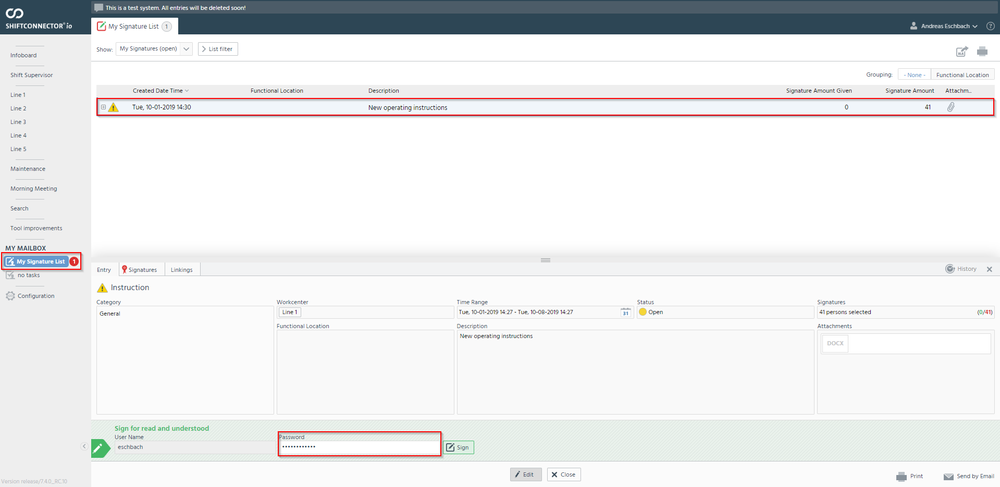 This is a test system. All entries will be deleted soon!
SHIFTCONNECTOR® io
My Signature List 1
Andreas Eschbach
?
Show: My Signatures (open) List filter
XLS
Infoboard
Shift Supervisor
Line 1
Line 2
Line 3
Line 4
Line 5
Maintenance
Morning Meeting
Search
Tool improvements
MY MAILBOX
My Signature List 1
no tasks
Configuration
Version release/7.4.0_RC.10
Grouping: - None - Functional Location
Created Date Time Functional Location Description Signature Amount Given Signature Amount Attachm...
Tue, 10-01-2019 14:30 New operating instructions 0 41
Entry Signatures Linkings History
Instruction
Category Workcenter Time Range Status Signatures
General Line 1 Tue, 10-01-2019 14:27 - Tue, 10-08-2019 14:27 31 Open 41 persons selected (0/41)
Functional Location Description Attachments
New operating instructions
DOCX
Sign for read and understood
User Name Password
eschbach •••••••••••• Sign
Edit Close
Print Send by Email